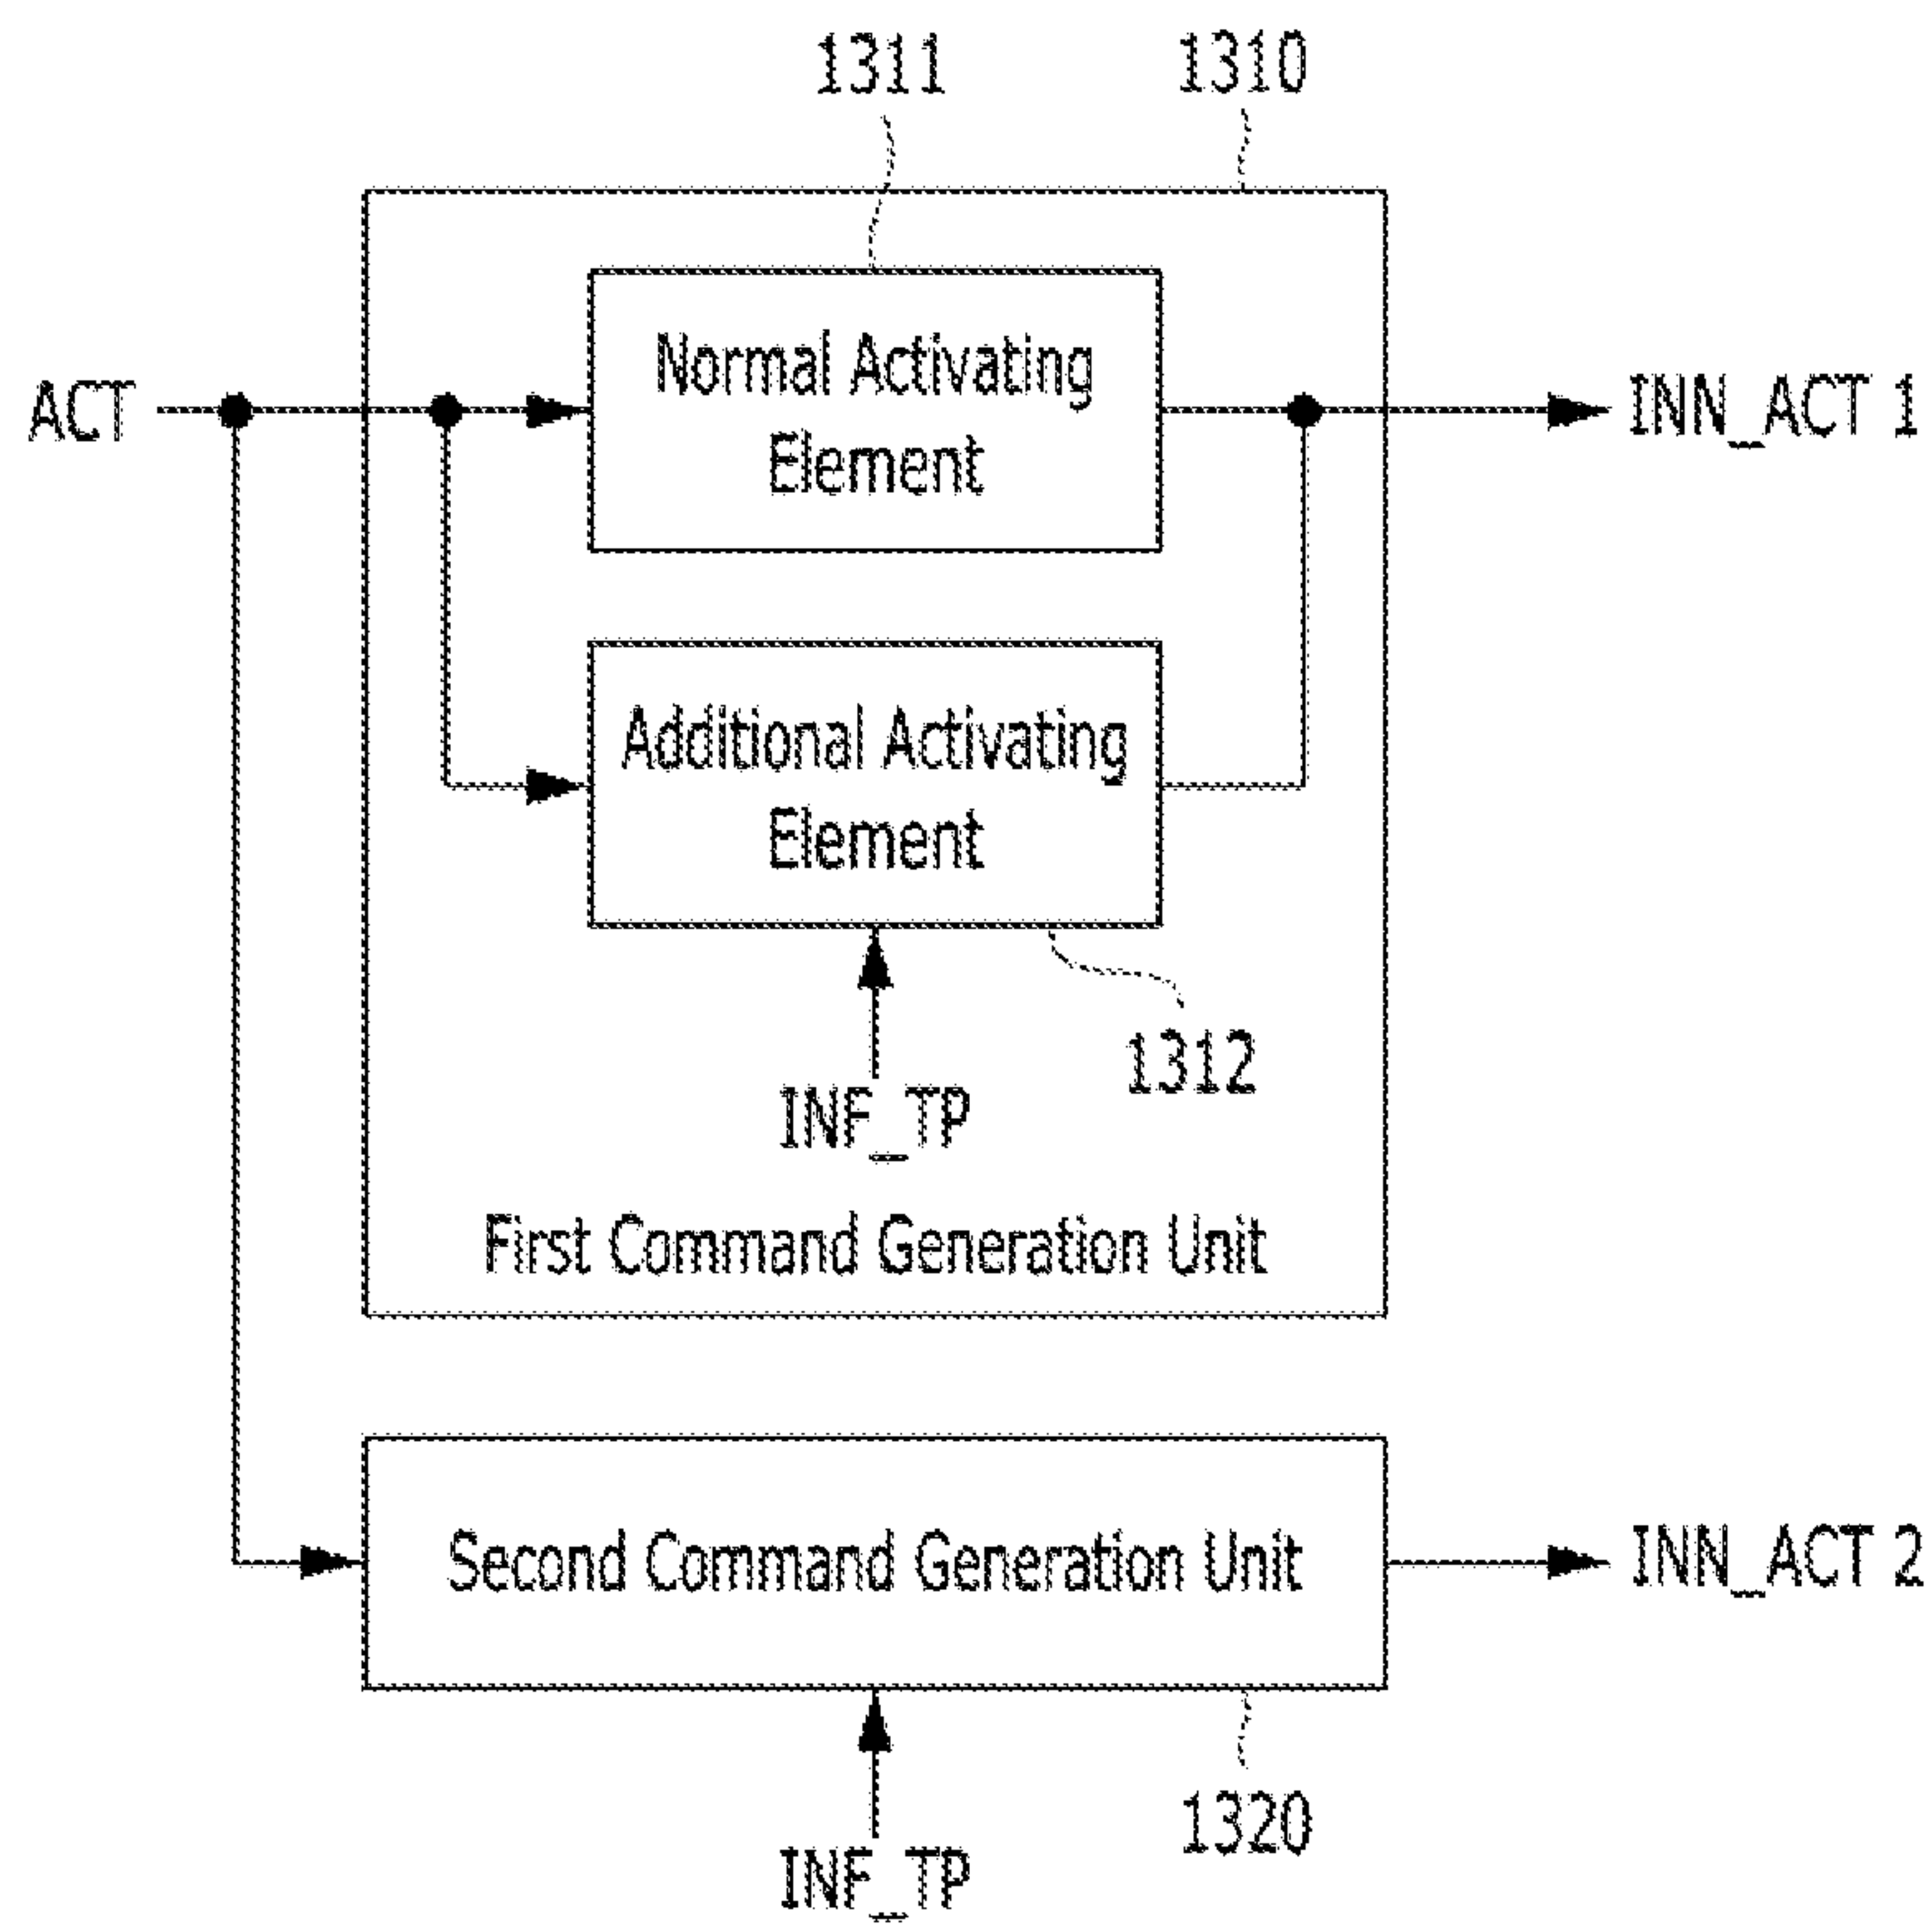 1311
1310
Normal Activating
Element
ACT
INN_ACT 1
Additional Activating
Element
1312
INF_TP
First Command Generation Unit
Second Command Generation Unit
INN_ACT 2
1320
INF_TP